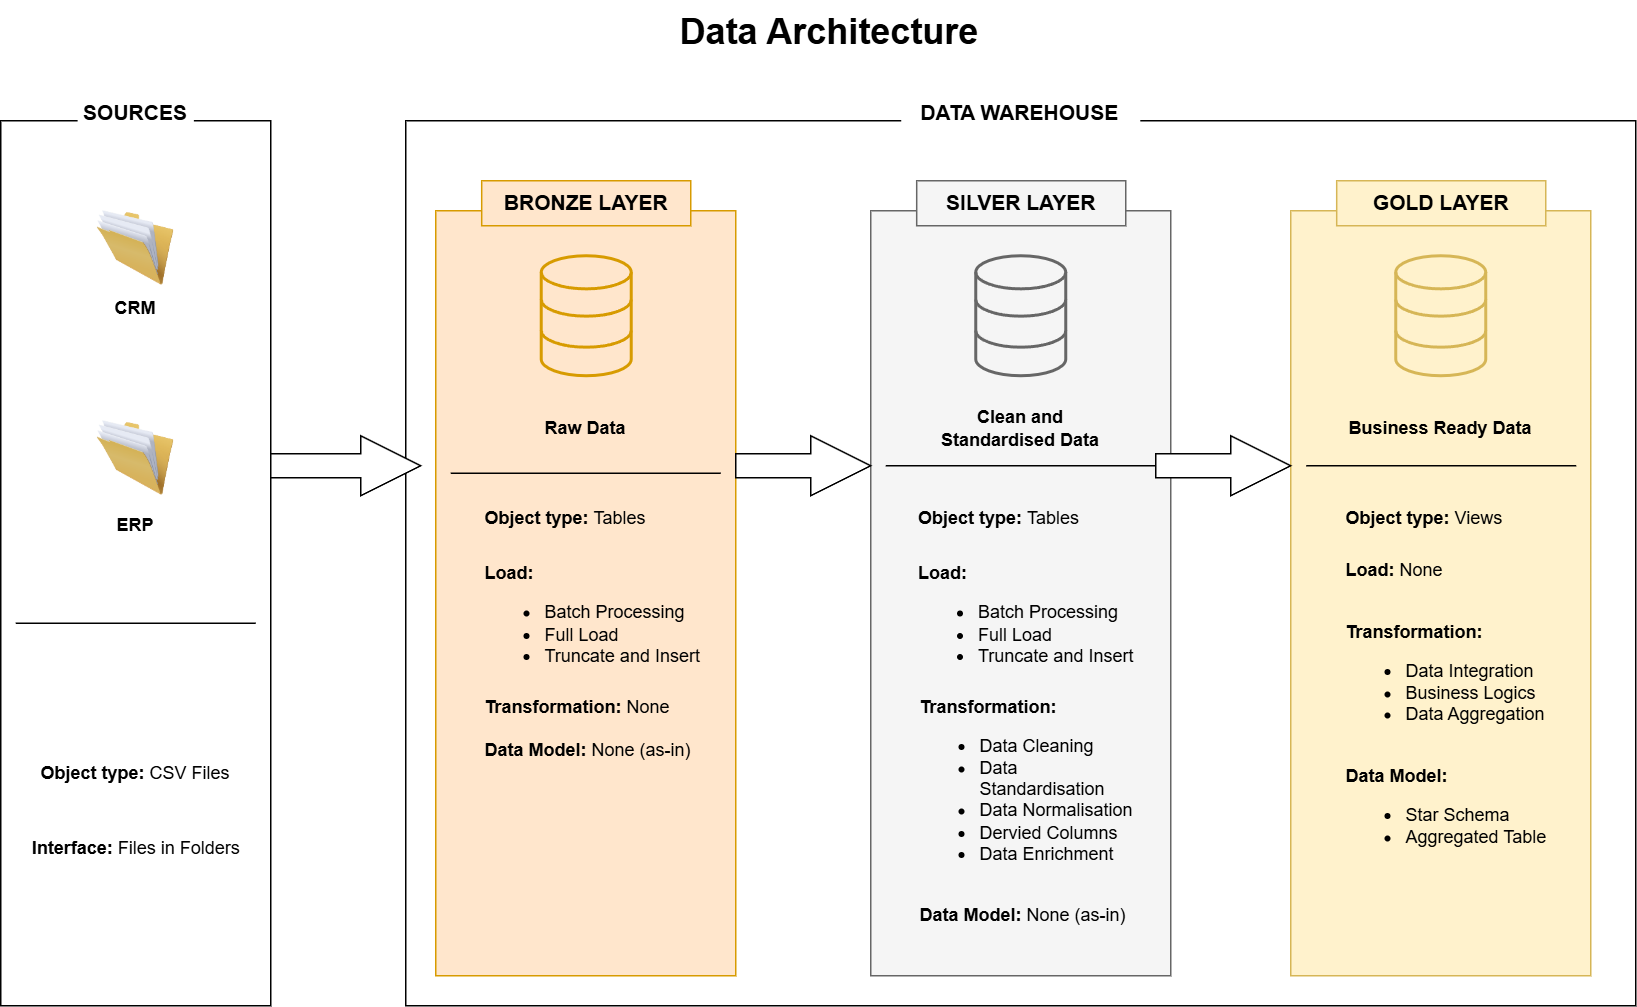 Data Architecture
SOURCES
CRM
ERP
Object type: CSV Files
Interface: Files in Folders
DATA WAREHOUSE
BRONZE LAYER
Raw Data
Object type: Tables
Load:
• Batch Processing
• Full Load
• Truncate and Insert
Transformation: None
Data Model: None (as-in)
SILVER LAYER
Clean and
Standardised Data
Object type: Tables
Load:
• Batch Processing
• Full Load
• Truncate and Insert
Transformation:
• Data Cleaning
• Data
Standardisation
• Data Normalisation
• Dervied Columns
• Data Enrichment
Data Model: None (as-in)
GOLD LAYER
Business Ready Data
Object type: Views
Load: None
Transformation:
• Data Integration
• Business Logics
• Data Aggregation
Data Model:
• Star Schema
• Aggregated Table